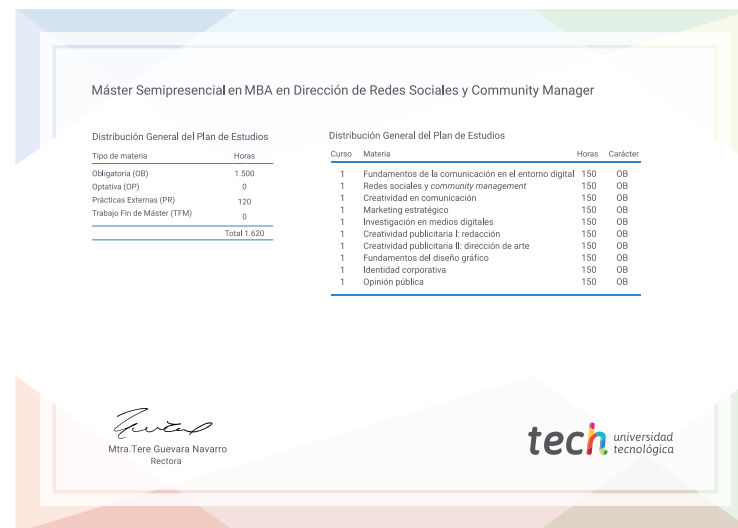 Máster Semipresencial en MBA en Dirección de Redes Sociales y Community Manager
Distribución General del Plan de Estudios
Tipo de materia Horas
Obligatoria (OB) 1.500
Optativa (OP) 0
Prácticas Externas (PR) 120
Trabajo Fin de Máster (TFM) 0
Total 1.620
Distribución General del Plan de Estudios
Curso Materia Horas Carácter
1 Fundamentos de la comunicación en el entorno digital 150 OB
1 Redes sociales y community management 150 OB
1 Creatividad en comunicación 150 OB
1 Marketing estratégico 150 OB
1 Investigación en medios digitales 150 OB
1 Creatividad publicitaria I: redacción 150 OB
1 Creatividad publicitaria II: dirección de arte 150 OB
1 Fundamentos del diseño gráfico 150 OB
1 Identidad corporativa 150 OB
1 Opinión pública 150 OB
Mtra.Tere Guevara Navarro
Rectora
tech universidad
tecnológica